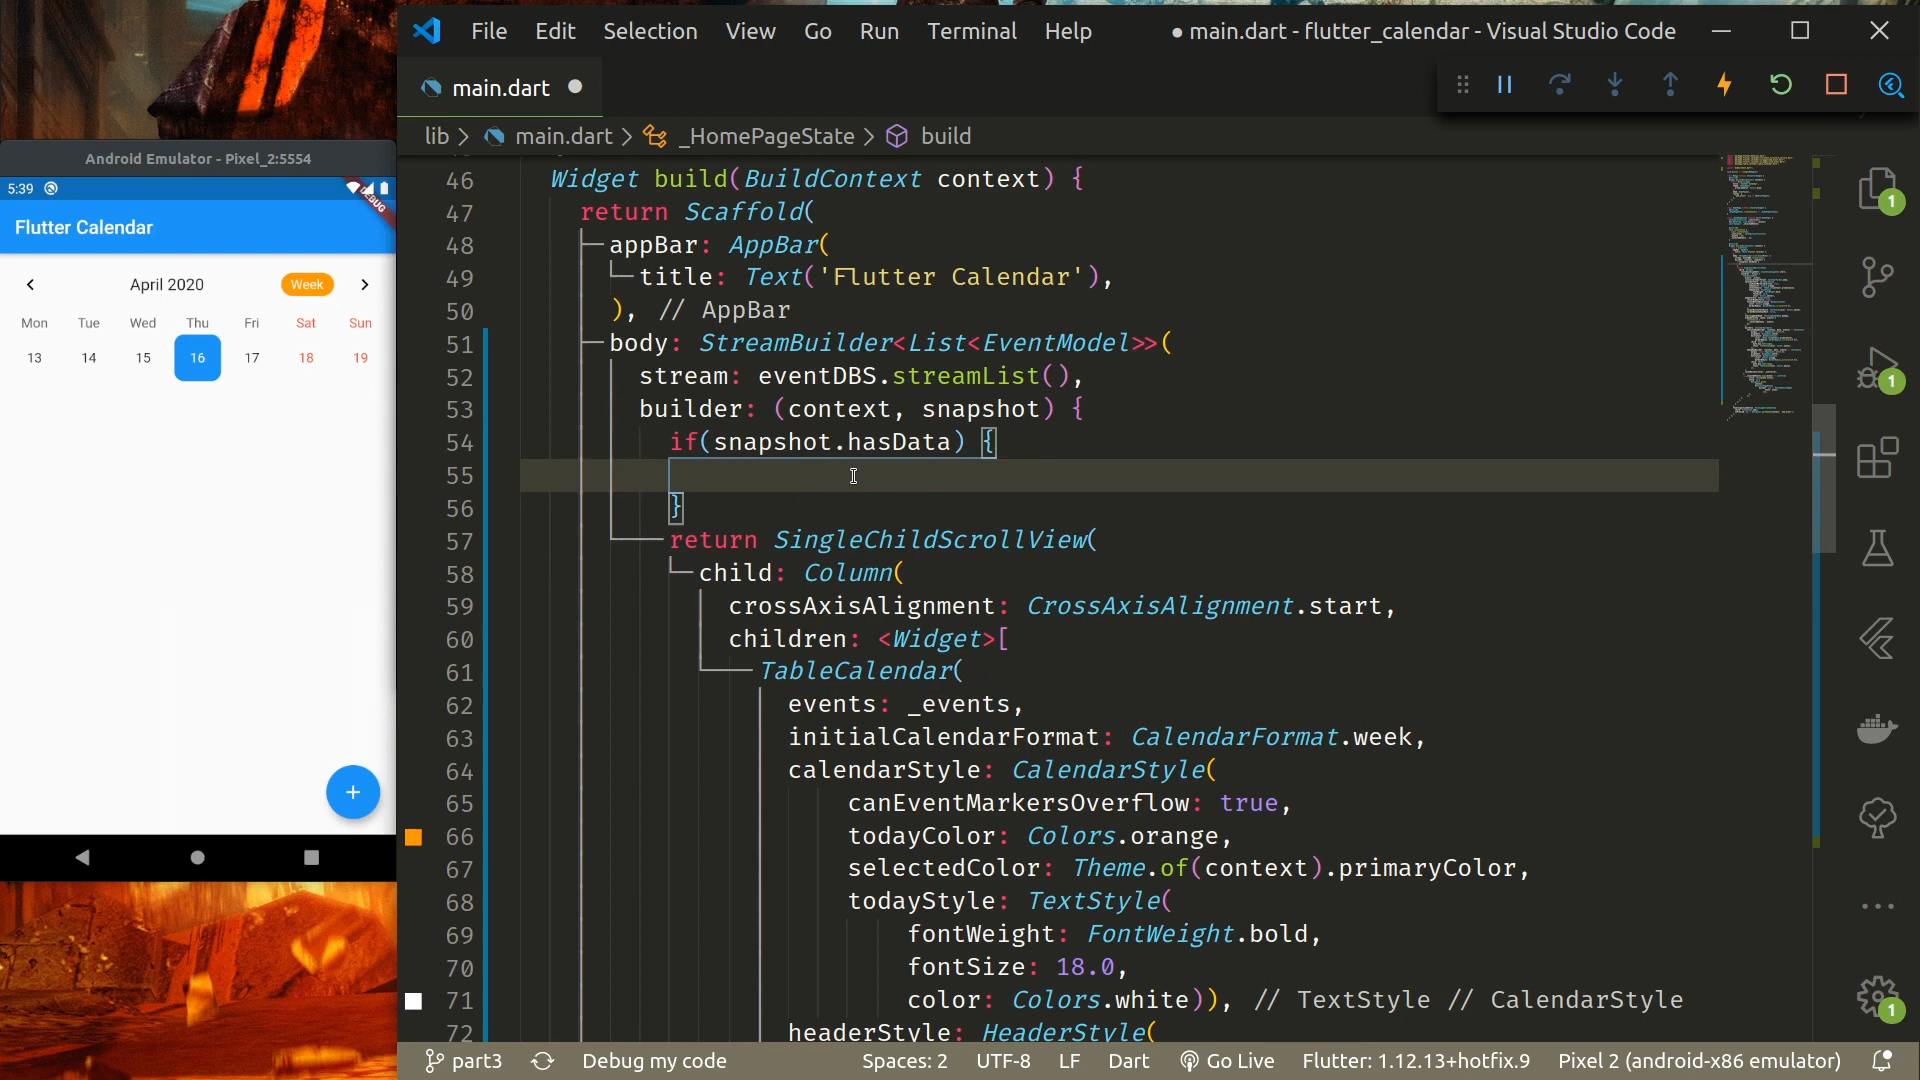 File Edit Selection View Go Run Terminal Help
● main.dart - flutter_calendar - Visual Studio Code
main.dart ●
lib > main.dart > _HomePageState > build
Android Emulator - Pixel_2:5554
5:39
DEBUG
Flutter Calendar
April 2020 Week
Mon Tue Wed Thu Fri Sat Sun
13 14 15 16 17 18 19
+
46 Widget build(BuildContext context) {
47 return Scaffold(
48 appBar: AppBar(
49 title: Text('Flutter Calendar'),
50 ), // AppBar
51 body: StreamBuilder<List<EventModel>>(
52 stream: eventDBS.streamList(),
53 builder: (context, snapshot) {
54 if(snapshot.hasData) {
55
56 }
57 return SingleChildScrollView(
58 child: Column(
59 crossAxisAlignment: CrossAxisAlignment.start,
60 children: <Widget>[
61 TableCalendar(
62 events: _events,
63 initialCalendarFormat: CalendarFormat.week,
64 calendarStyle: CalendarStyle(
65 canEventMarkersOverflow: true,
66 todayColor: Colors.orange,
67 selectedColor: Theme.of(context).primaryColor,
68 todayStyle: TextStyle(
69 fontWeight: FontWeight.bold,
70 fontSize: 18.0,
71 color: Colors.white)), // TextStyle // CalendarStyle
72 headerStyle: HeaderStyle(
1
1
1
part3 Debug my code Spaces: 2 UTF-8 LF Dart Go Live Flutter: 1.12.13+hotfix.9 Pixel 2 (android-x86 emulator)